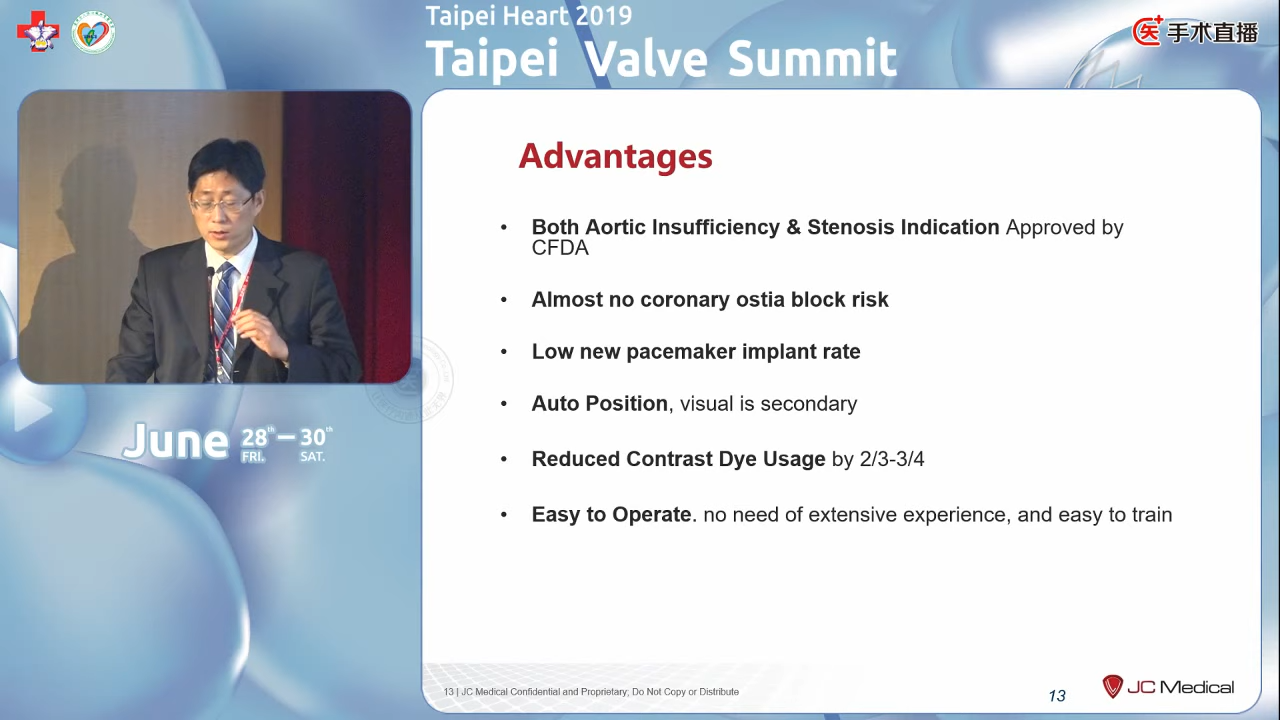 Taipei Heart 2019
Taipei Valve Summit
手术直播
Advantages
• Both Aortic Insufficiency & Stenosis Indication Approved by
CFDA
• Almost no coronary ostia block risk
• Low new pacemaker implant rate
• Auto Position, visual is secondary
• Reduced Contrast Dye Usage by 2/3-3/4
• Easy to Operate. no need of extensive experience, and easy to train
June 28th—30th
FRI. SAT.
13 | JC Medical Confidential and Proprietary; Do Not Copy or Distribute
13
JC Medical